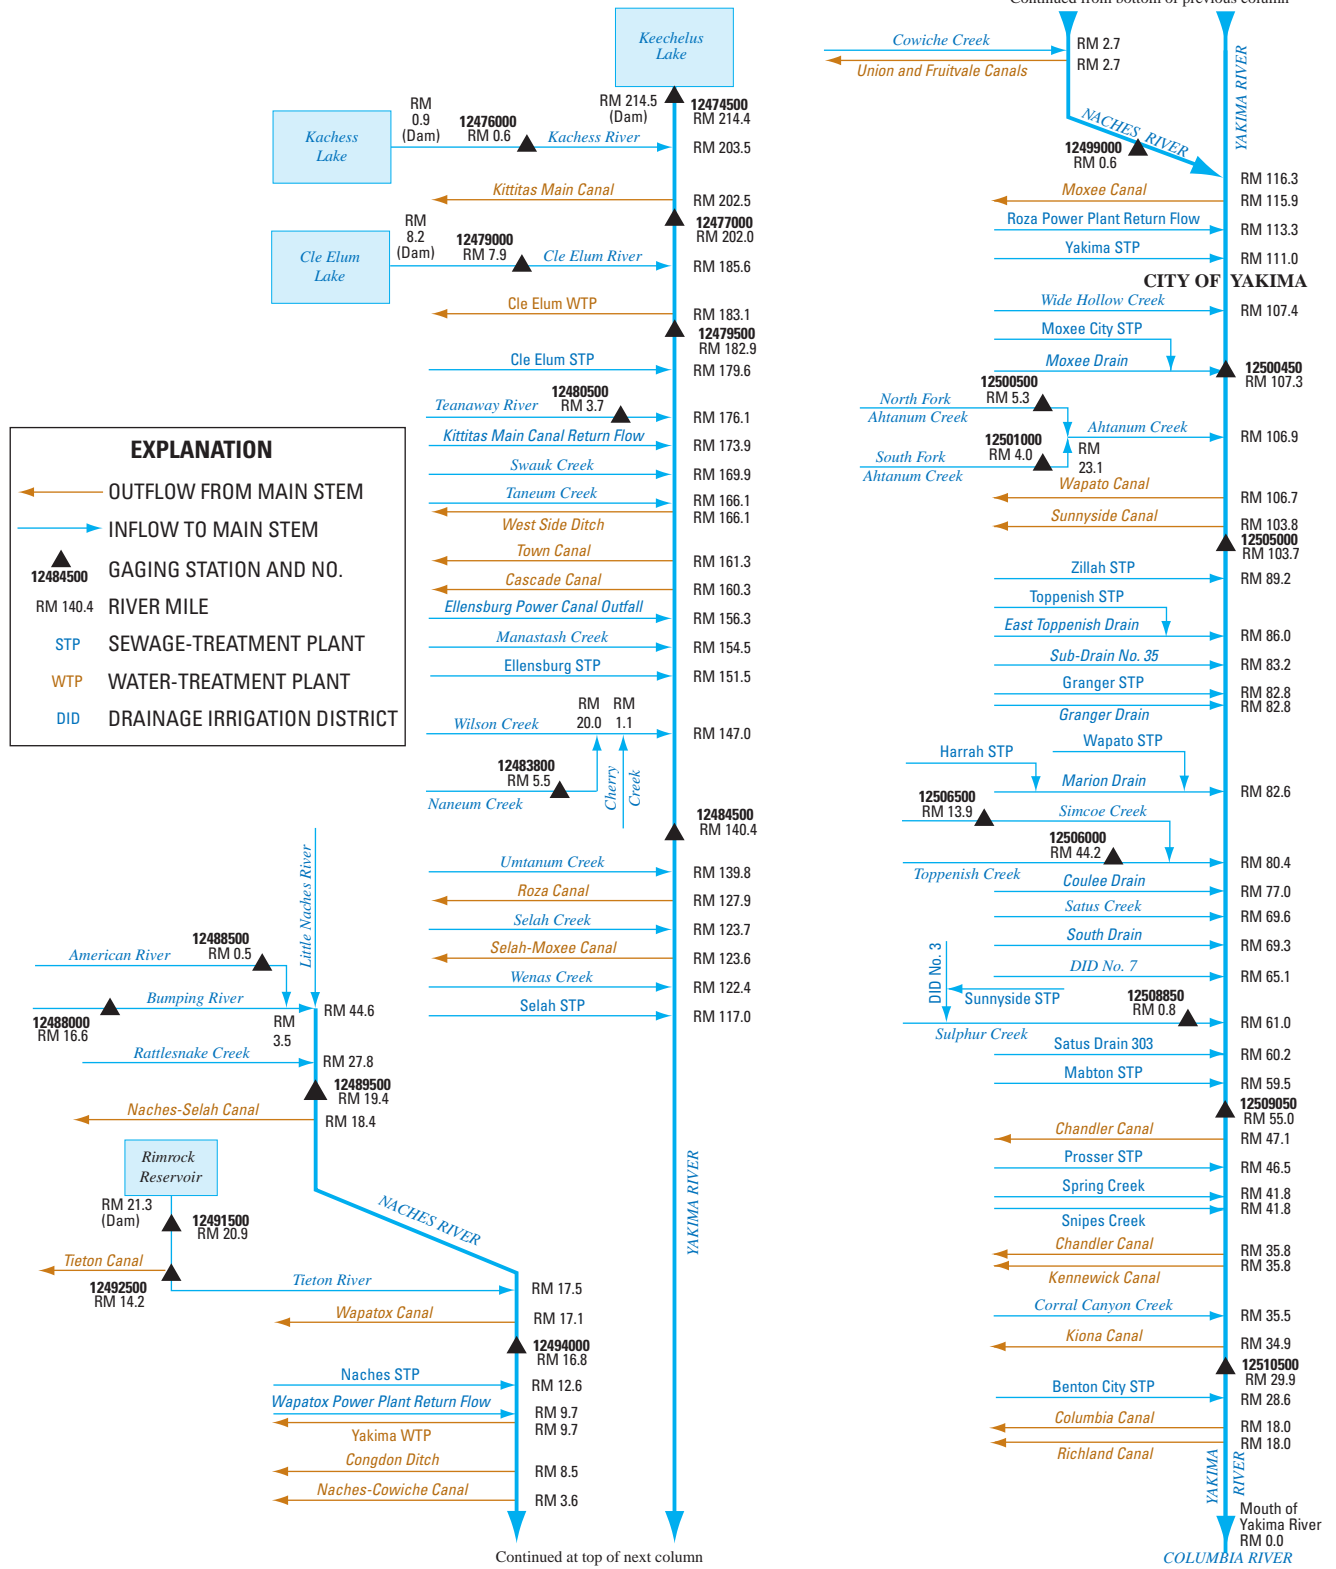 Keechelus
Lake
RM 214.5
(Dam)
12474500
RM 214.4
Kachess
Lake
RM
0.9
(Dam)
12476000
RM 0.6
Kachess River
RM 203.5
Kittitas Main Canal
RM 202.5
12477000
RM 202.0
Cle Elum
Lake
RM
8.2
(Dam)
12479000
RM 7.9
Cle Elum River
RM 185.6
Cle Elum WTP
RM 183.1
12479500
RM 182.9
Cle Elum STP
RM 179.6
Teanaway River
12480500
RM 3.7
RM 176.1
Kittitas Main Canal Return Flow
RM 173.9
Swauk Creek
RM 169.9
Taneum Creek
RM 166.1
West Side Ditch
RM 166.1
Town Canal
RM 161.3
Cascade Canal
RM 160.3
Ellensburg Power Canal Outfall
RM 156.3
Manastash Creek
RM 154.5
Ellensburg STP
RM 151.5
Wilson Creek
RM
20.0
RM
1.1
RM 147.0
12483800
RM 5.5
Naneum Creek
Cherry
Creek
12484500
RM 140.4
Umtanum Creek
RM 139.8
Roza Canal
RM 127.9
Selah Creek
RM 123.7
Selah-Moxee Canal
RM 123.6
Wenas Creek
RM 122.4
Selah STP
RM 117.0
YAKIMA RIVER
EXPLANATION
OUTFLOW FROM MAIN STEM
INFLOW TO MAIN STEM
12484500
GAGING STATION AND NO.
RM 140.4 RIVER MILE
STP SEWAGE-TREATMENT PLANT
WTP WATER-TREATMENT PLANT
DID DRAINAGE IRRIGATION DISTRICT
Little Naches River
American River
12488500
RM 0.5
Bumping River
12488000
RM 16.6
RM
3.5
RM 44.6
Rattlesnake Creek
RM 27.8
12489500
RM 19.4
Naches-Selah Canal
RM 18.4
Rimrock
Reservoir
RM 21.3
(Dam)
12491500
RM 20.9
NACHES RIVER
Tieton Canal
12492500
RM 14.2
Tieton River
RM 17.5
Wapatox Canal
RM 17.1
12494000
RM 16.8
Naches STP
RM 12.6
Wapatox Power Plant Return Flow
RM 9.7
Yakima WTP
RM 9.7
Congdon Ditch
RM 8.5
Naches-Cowiche Canal
RM 3.6
Continued at top of next column
Continued from bottom of previous column
Cowiche Creek
RM 2.7
Union and Fruitvale Canals
RM 2.7
YAKIMA RIVER
NACHES RIVER
12499000
RM 0.6
RM 116.3
Moxee Canal
RM 115.9
Roza Power Plant Return Flow
RM 113.3
Yakima STP
RM 111.0
CITY OF YAKIMA
Wide Hollow Creek
RM 107.4
Moxee City STP
Moxee Drain
12500450
RM 107.3
12500500
RM 5.3
North Fork
Ahtanum Creek
Ahtanum Creek
RM 106.9
12501000
RM 4.0
South Fork
Ahtanum Creek
RM
23.1
Wapato Canal
RM 106.7
Sunnyside Canal
RM 103.8
12505000
RM 103.7
Zillah STP
RM 89.2
Toppenish STP
East Toppenish Drain
RM 86.0
Sub-Drain No. 35
RM 83.2
Granger STP
RM 82.8
Granger Drain
RM 82.8
Harrah STP
Wapato STP
Marion Drain
RM 82.6
12506500
RM 13.9
Simcoe Creek
12506000
RM 44.2
Toppenish Creek
RM 80.4
Coulee Drain
RM 77.0
Satus Creek
RM 69.6
South Drain
RM 69.3
DID No. 7
RM 65.1
DID No. 3
Sunnyside STP
12508850
RM 0.8
Sulphur Creek
RM 61.0
Satus Drain 303
RM 60.2
Mabton STP
RM 59.5
12509050
RM 55.0
Chandler Canal
RM 47.1
Prosser STP
RM 46.5
Spring Creek
RM 41.8
Snipes Creek
RM 41.8
Chandler Canal
RM 35.8
Kennewick Canal
RM 35.8
Corral Canyon Creek
RM 35.5
Kiona Canal
RM 34.9
12510500
RM 29.9
Benton City STP
RM 28.6
Columbia Canal
RM 18.0
Richland Canal
RM 18.0
YAKIMA
RIVER
Mouth of
Yakima River
RM 0.0
COLUMBIA RIVER